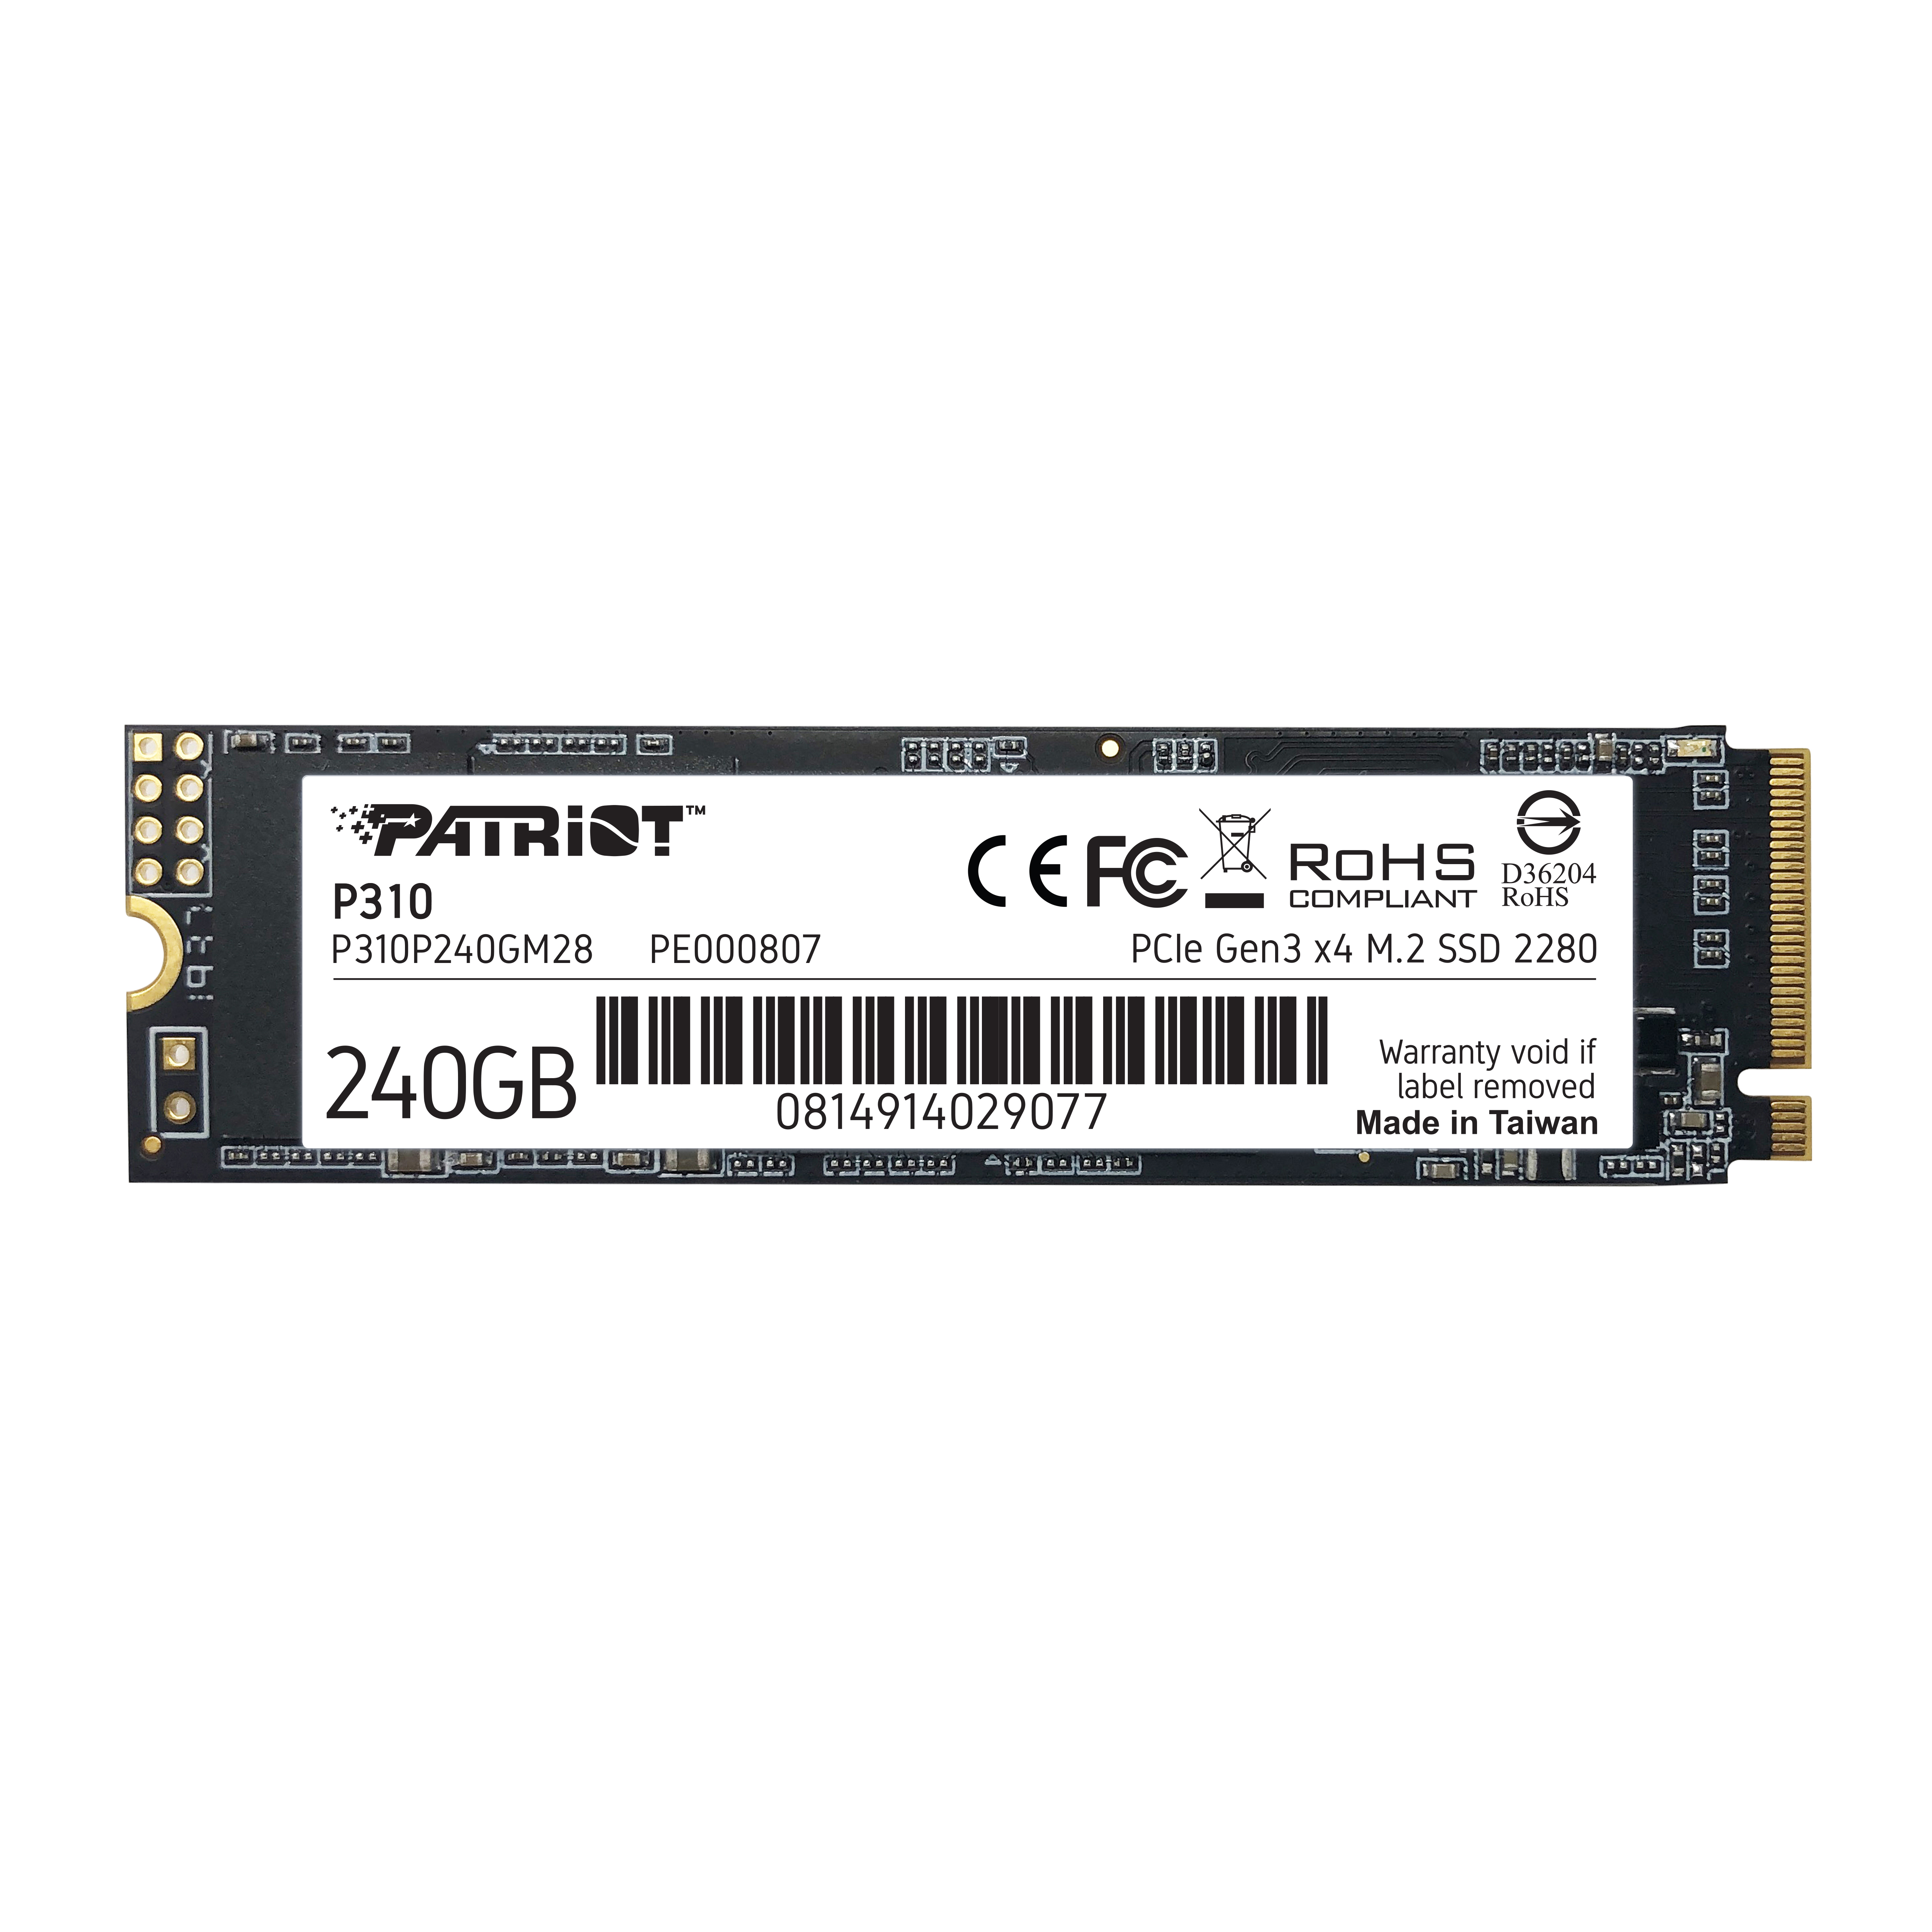 PATRIOT™
P310
P310P240GM28 PE000807
CE FC RoHS COMPLIANT
D36204
RoHS
PCIe Gen3 x4 M.2 SSD 2280
240GB
0814914029077
Warranty void if
label removed
Made in Taiwan